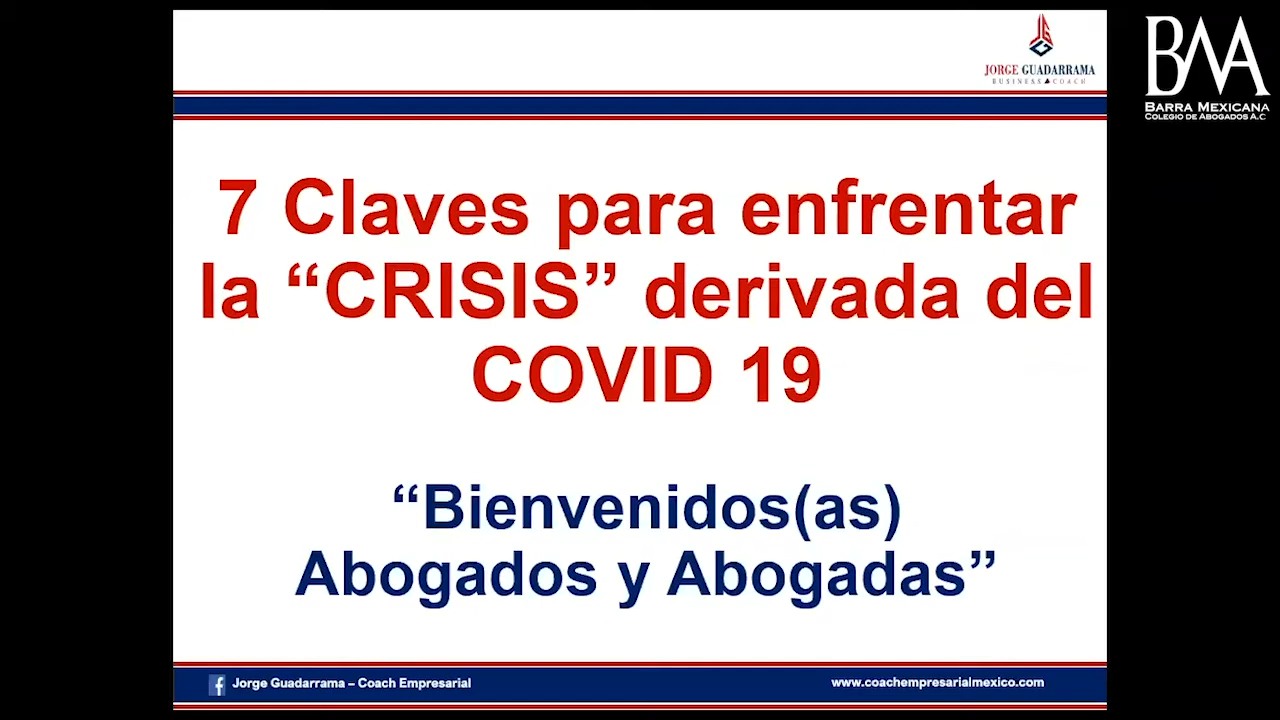 JORGE GUADARRAMA
BUSINESS COACH
BMA
BARRA MEXICANA
COLEGIO DE ABOGADOS A.C
7 Claves para enfrentar
la “CRISIS” derivada del
COVID 19
“Bienvenidos(as)
Abogados y Abogadas”
Jorge Guadarrama – Coach Empresarial
www.coachempresarialmexico.com